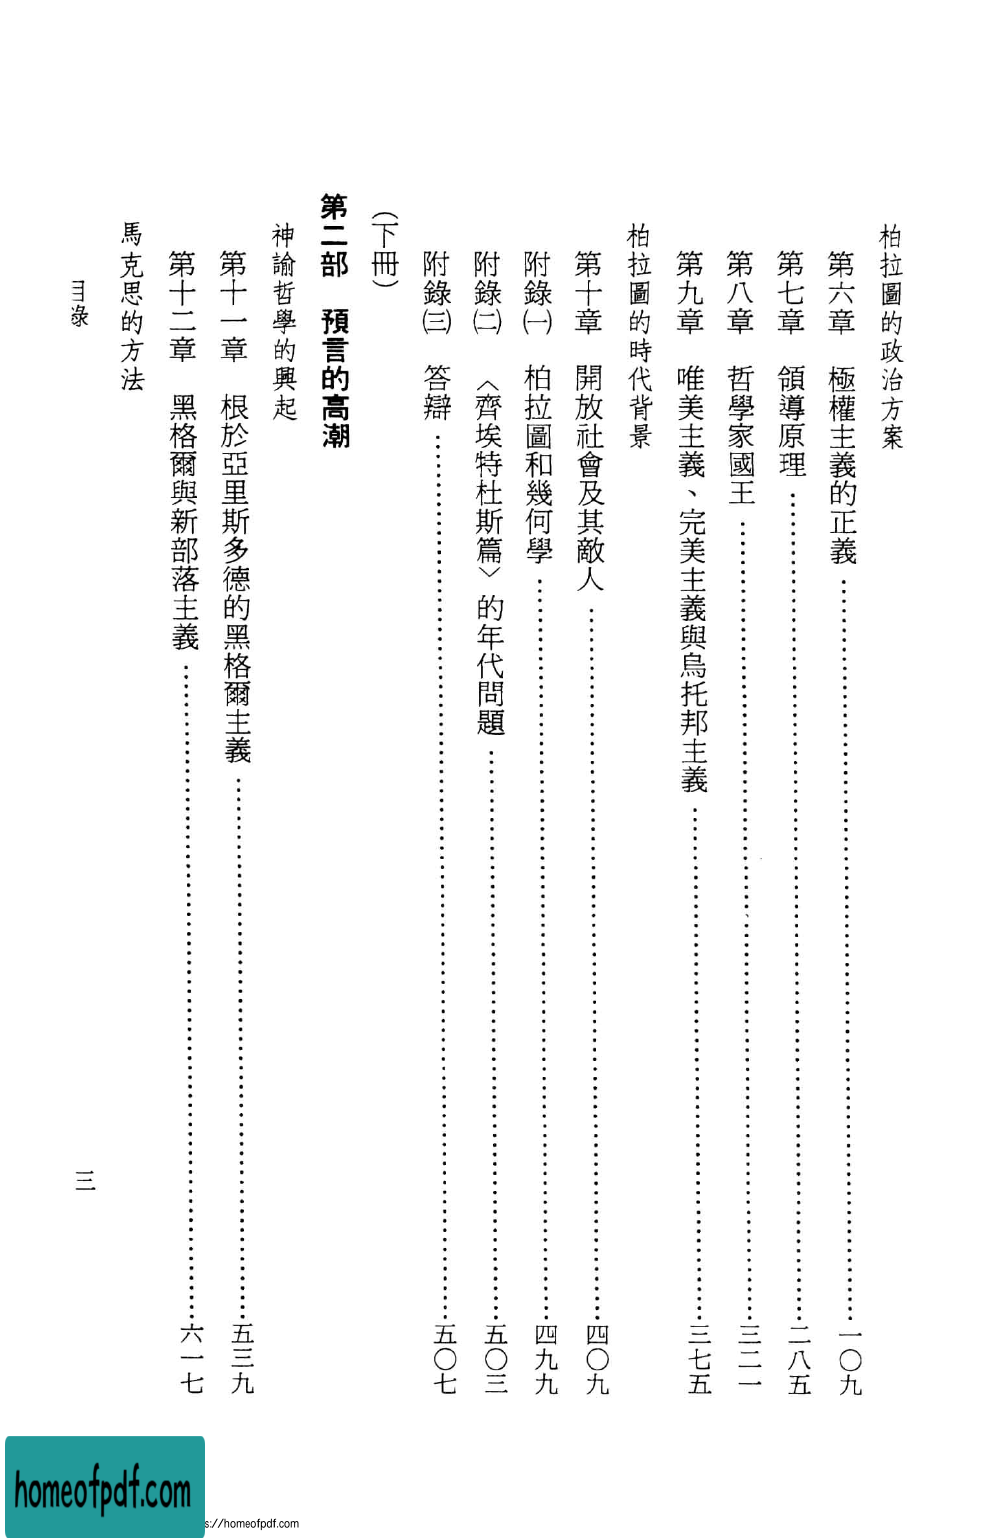 柏拉圖的政治方案
第六章　極權主義的正義……一〇九
第七章　領導原理……二八五
第八章　哲學家國王……三二一
第九章　唯美主義、完美主義與烏托邦主義……三七五
柏拉圖的時代背景
第十章　開放社會及其敵人……四〇九
附錄㈠　柏拉圖和幾何學……四九九
附錄㈡　〈齊埃特杜斯篇〉的年代問題……五〇三
附錄㈢　答辯……五〇七
（下冊）
第二部　預言的高潮
神諭哲學的興起
第十一章　根於亞里斯多德的黑格爾主義……五三九
第十二章　黑格爾與新部落主義……六一七
馬克思的方法
目錄
三
homeofpdf.com
s://homeofpdf.com